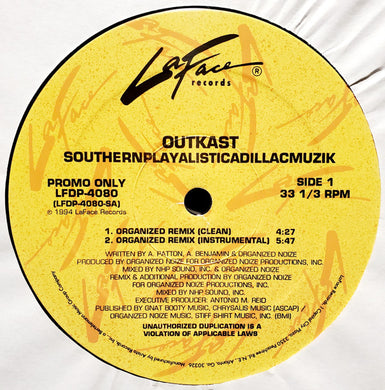 LaFace
records ®
OUTKAST
SOUTHERNPLAYALISTICADILLACMUZIK
PROMO ONLY
LFDP-4080
(LFDP-4080-SA)
℗ 1994 LaFace Records
SIDE 1
33 1/3 RPM
1. ORGANIZED REMIX (CLEAN) 4:27
2. ORGANIZED REMIX (INSTRUMENTAL) 5:47
WRITTEN BY A. PATTON, A. BENJAMIN & ORGANIZED NOIZE
PRODUCED BY ORGANIZED NOIZE FOR ORGANIZED NOIZE PRODUCTIONS, INC.
MIXED BY NHP SOUND, INC. & ORGANIZED NOIZE
REMIX & ADDITIONAL PRODUCTION BY ORGANIZED NOIZE
FOR ORGANIZED NOIZE PRODUCTIONS, INC.
MIXED BY NHP SOUND, INC.
EXECUTIVE PRODUCER: ANTONIO M. REID
PUBLISHED BY GNAT BOOTY MUSIC, CHRYSALIS MUSIC (ASCAP) /
ORGANIZED NOIZE MUSIC, STIFF SHIRT MUSIC, INC. (BMI)
UNAUTHORIZED DUPLICATION IS A
VIOLATION OF APPLICABLE LAWS